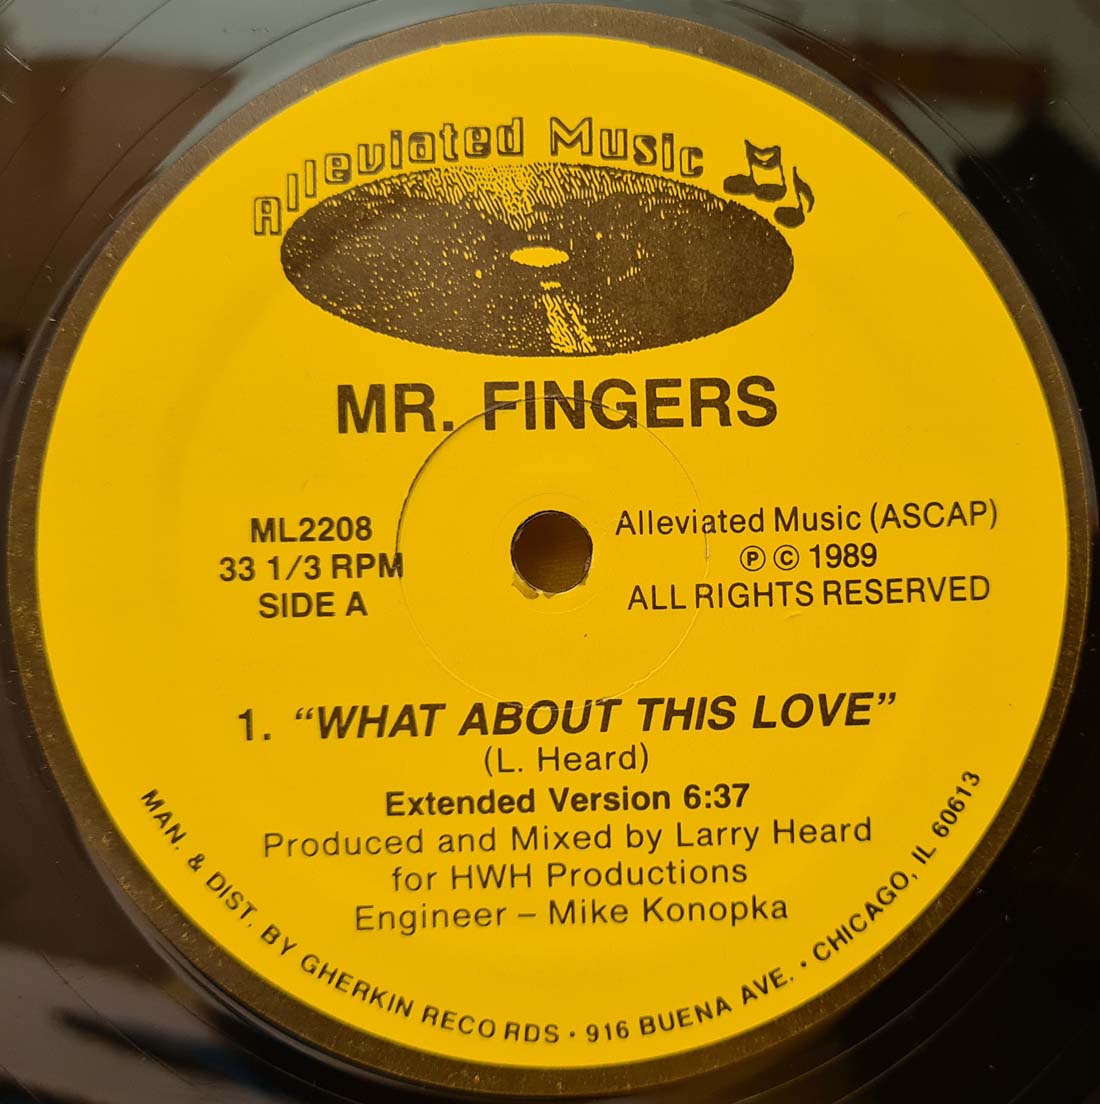 Alleviated Music
MR. FINGERS
ML2208
33 1/3 RPM
SIDE A
Alleviated Music (ASCAP)
Ⓟ © 1989
ALL RIGHTS RESERVED
1. “WHAT ABOUT THIS LOVE”
(L. Heard)
Extended Version 6:37
Produced and Mixed by Larry Heard
for HWH Productions
Engineer – Mike Konopka
MAN. & DIST. BY GHERKIN RECORDS · 916 BUENA AVE. · CHICAGO, IL 60613